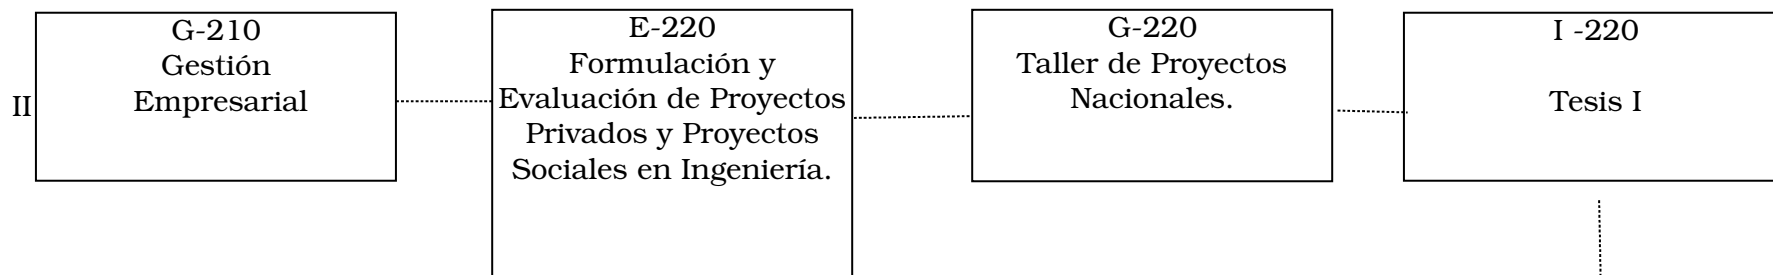 II
G-210
Gestión
Empresarial
E-220
Formulación y
Evaluación de Proyectos
Privados y Proyectos
Sociales en Ingeniería.
G-220
Taller de Proyectos
Nacionales.
I -220
Tesis I